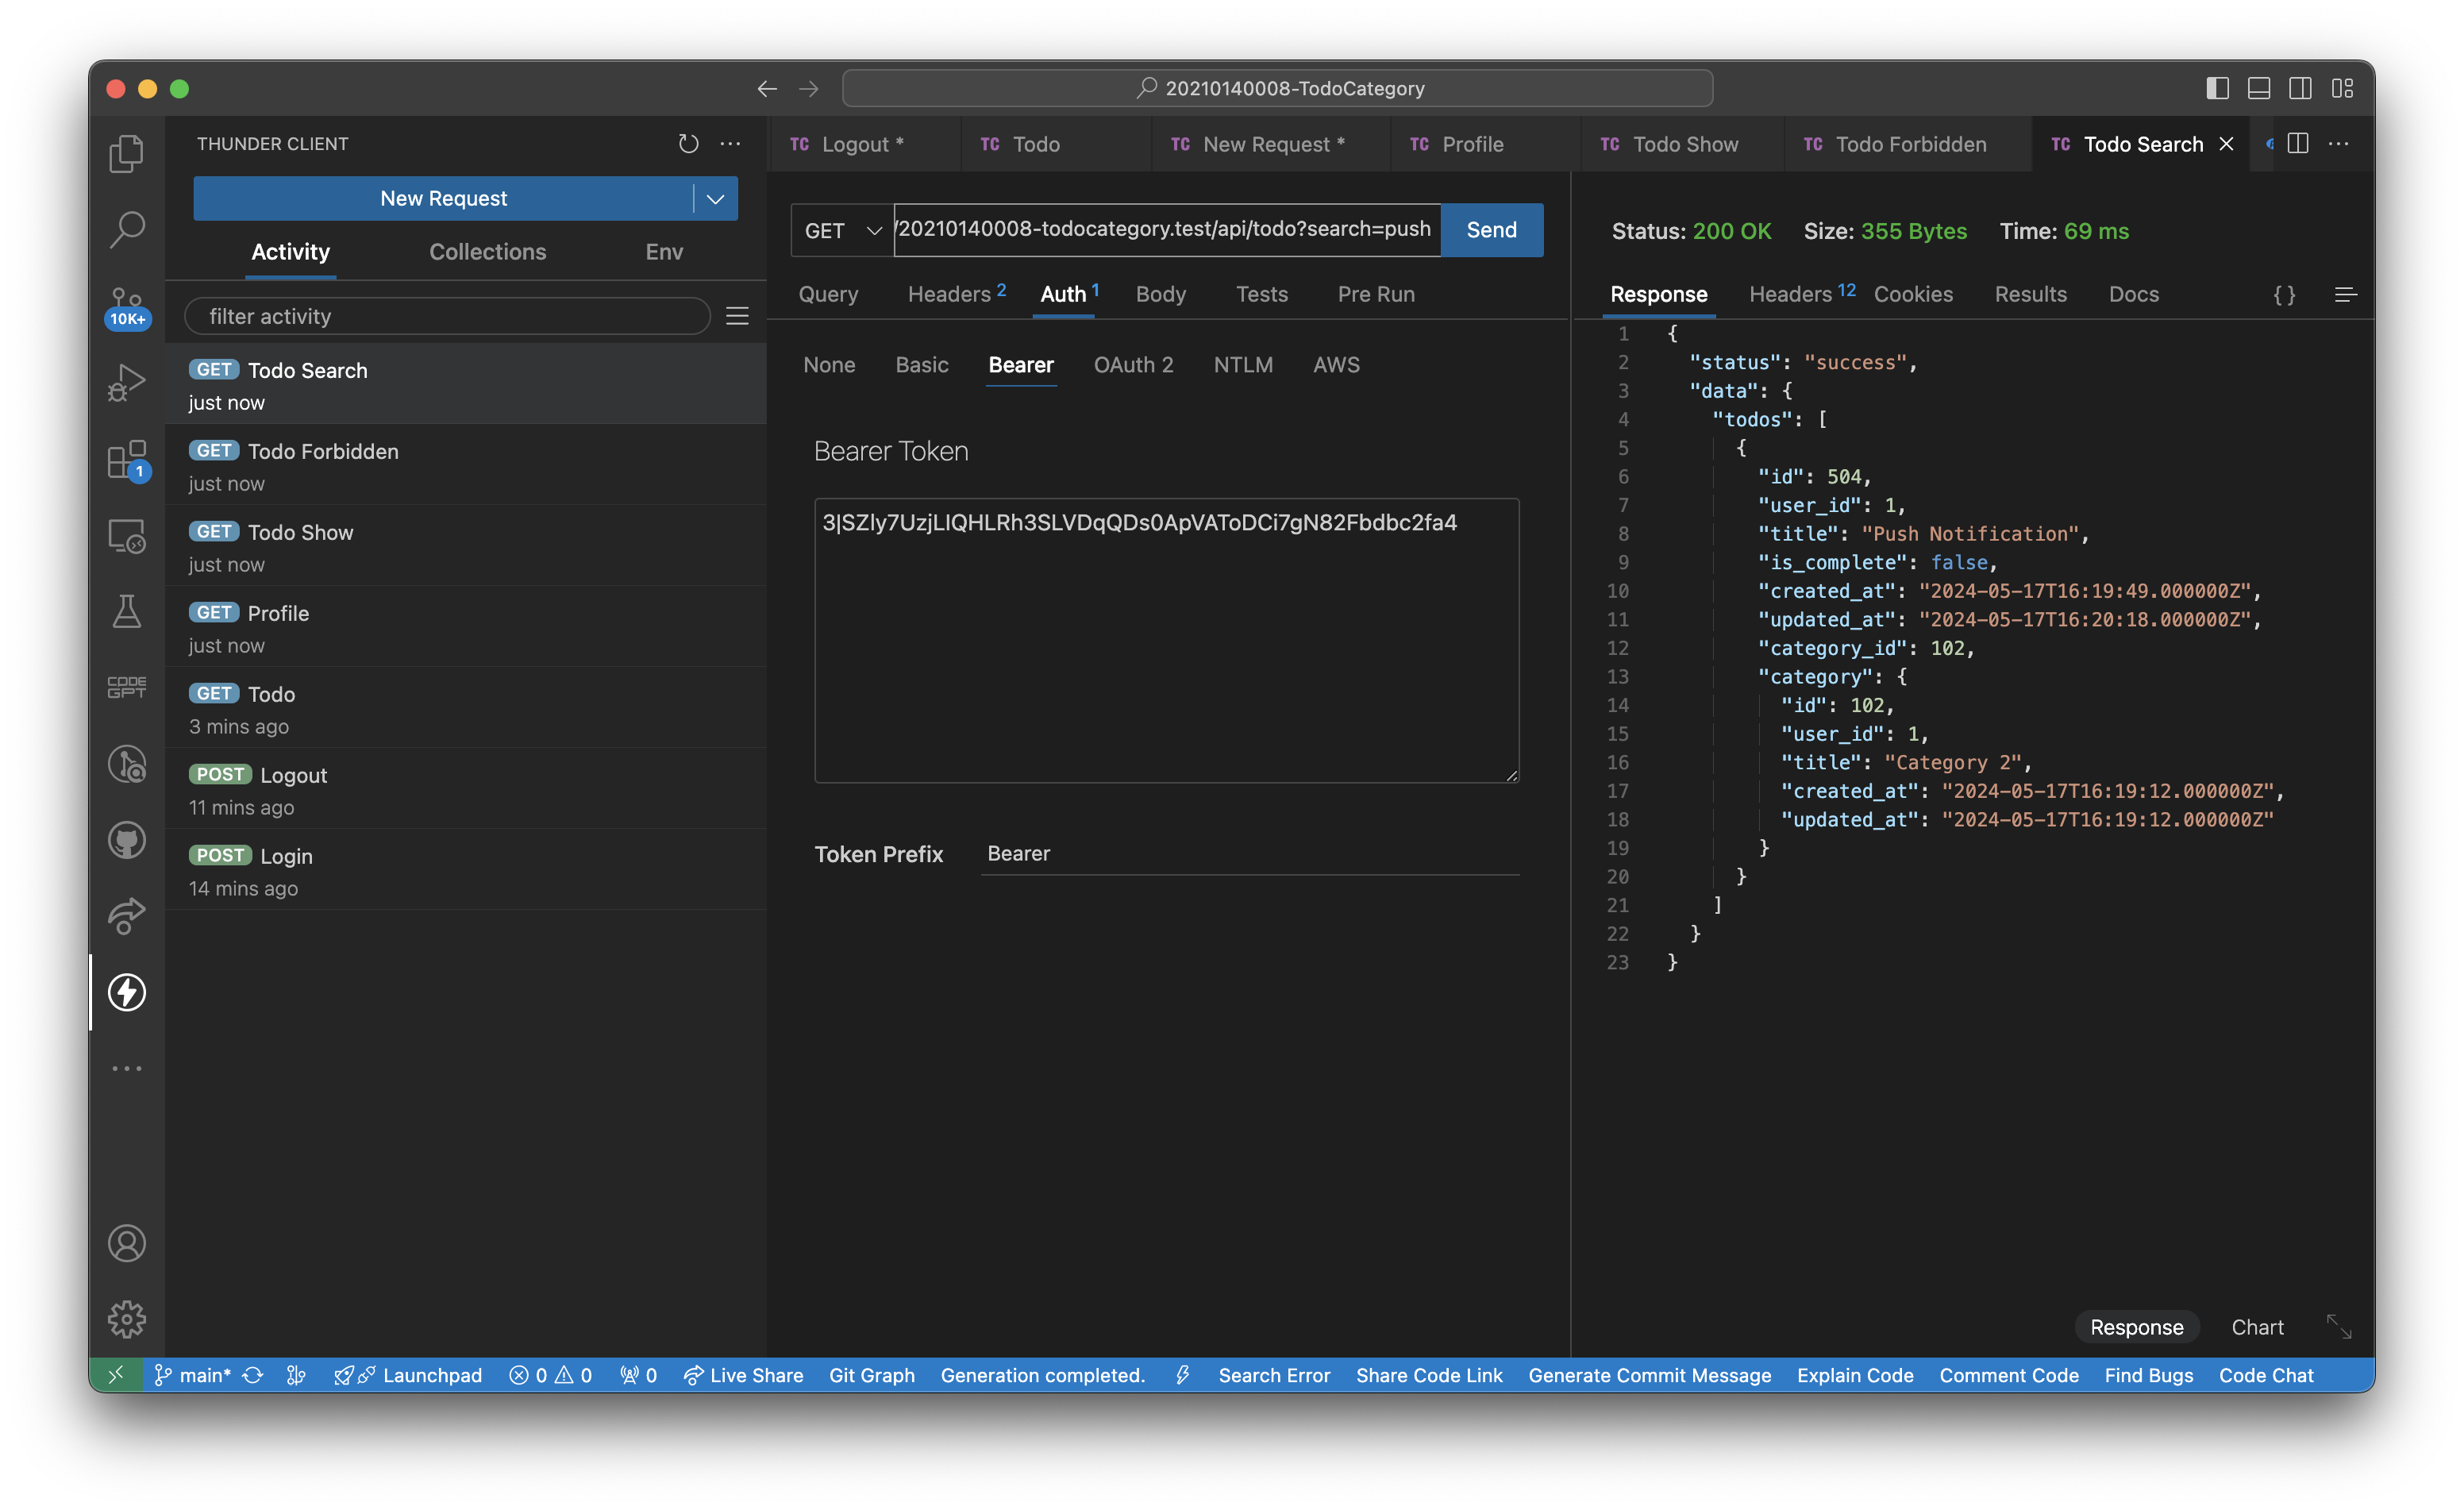 20210140008-TodoCategory
THUNDER CLIENT
New Request
Activity Collections Env
filter activity
GET Todo Search
just now
GET Todo Forbidden
just now
GET Todo Show
just now
GET Profile
just now
GET Todo
3 mins ago
POST Logout
11 mins ago
POST Login
14 mins ago
10K+
1
CODE
GPT
TC Logout * TC Todo TC New Request * TC Profile TC Todo Show TC Todo Forbidden TC Todo Search
GET /20210140008-todocategory.test/api/todo?search=push Send
Query Headers 2 Auth 1 Body Tests Pre Run
None Basic Bearer OAuth 2 NTLM AWS
Bearer Token
Token Prefix Bearer
Status: 200 OK Size: 355 Bytes Time: 69 ms
Response Headers 12 Cookies Results Docs { }
1 {
2 "status": "success",
3 "data": {
4 "todos": [
5 {
6 "id": 504,
7 "user_id": 1,
8 "title": "Push Notification",
9 "is_complete": false,
10 "created_at": "2024-05-17T16:19:49.000000Z",
11 "updated_at": "2024-05-17T16:20:18.000000Z",
12 "category_id": 102,
13 "category": {
14 "id": 102,
15 "user_id": 1,
16 "title": "Category 2",
17 "created_at": "2024-05-17T16:19:12.000000Z",
18 "updated_at": "2024-05-17T16:19:12.000000Z"
19 }
20 }
21 ]
22 }
23 }
Response Chart
main* Launchpad 0 0 0 Live Share Git Graph Generation completed. Search Error Share Code Link Generate Commit Message Explain Code Comment Code Find Bugs Code Chat